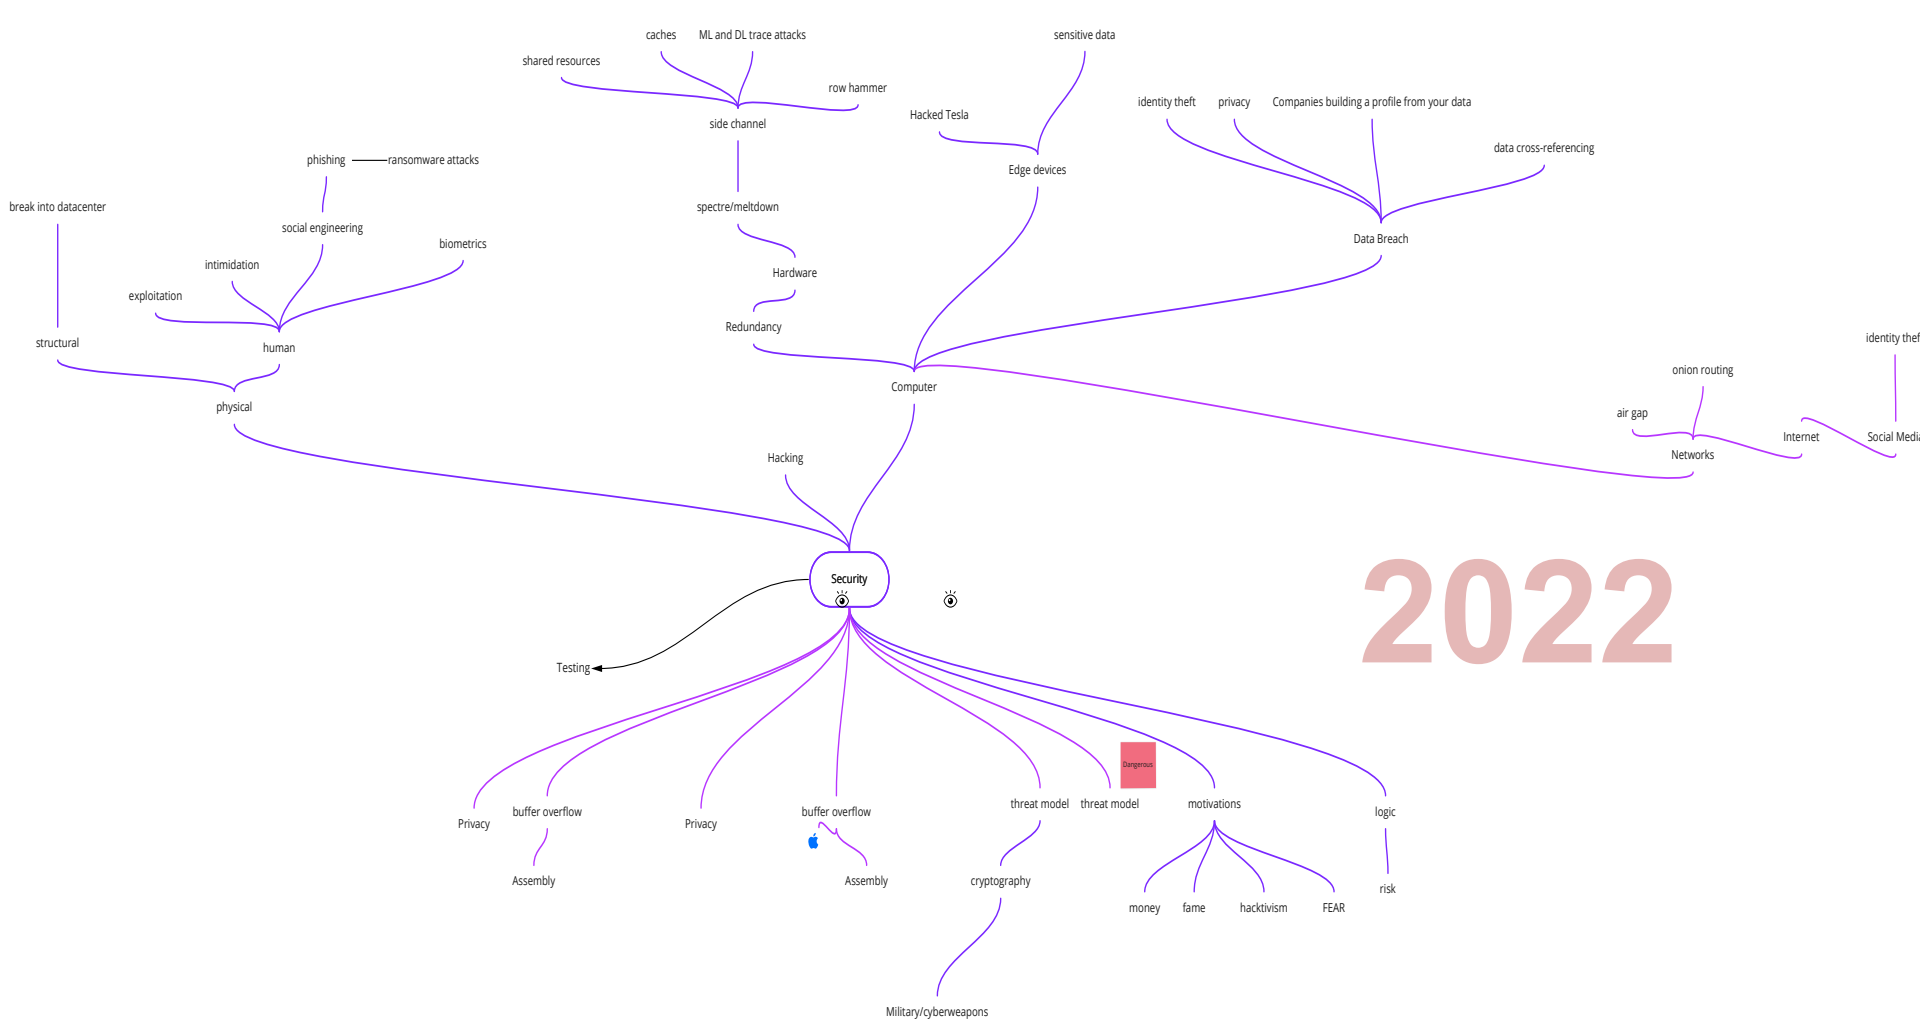 caches
ML and DL trace attacks
sensitive data
shared resources
row hammer
identity theft
privacy
Companies building a profile from your data
Hacked Tesla
side channel
data cross-referencing
phishing
ransomware attacks
Edge devices
break into datacenter
spectre/meltdown
social engineering
Data Breach
biometrics
intimidation
Hardware
exploitation
Redundancy
identity thef
structural
human
onion routing
Computer
physical
air gap
Internet
Social Media
Networks
Hacking
Security
2022
Testing
Dangerous
threat model
threat model
motivations
buffer overflow
buffer overflow
logic
Privacy
Privacy
Assembly
Assembly
cryptography
risk
money
fame
hacktivism
FEAR
Military/cyberweapons